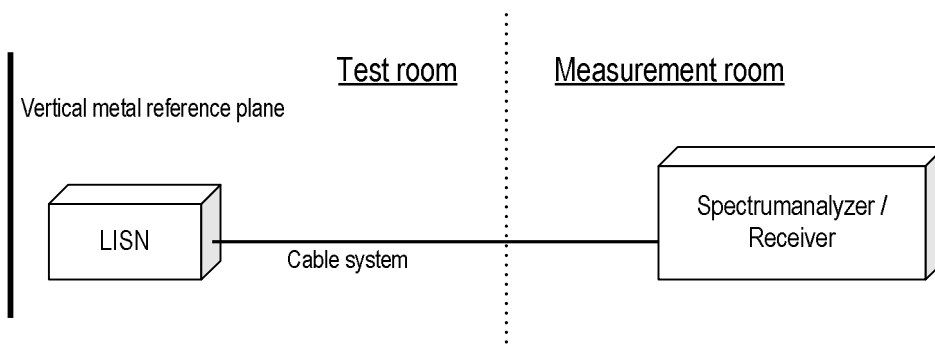 Test room
Measurement room
Vertical metal reference plane
LISN
Cable system
Spectrumanalyzer /
Receiver